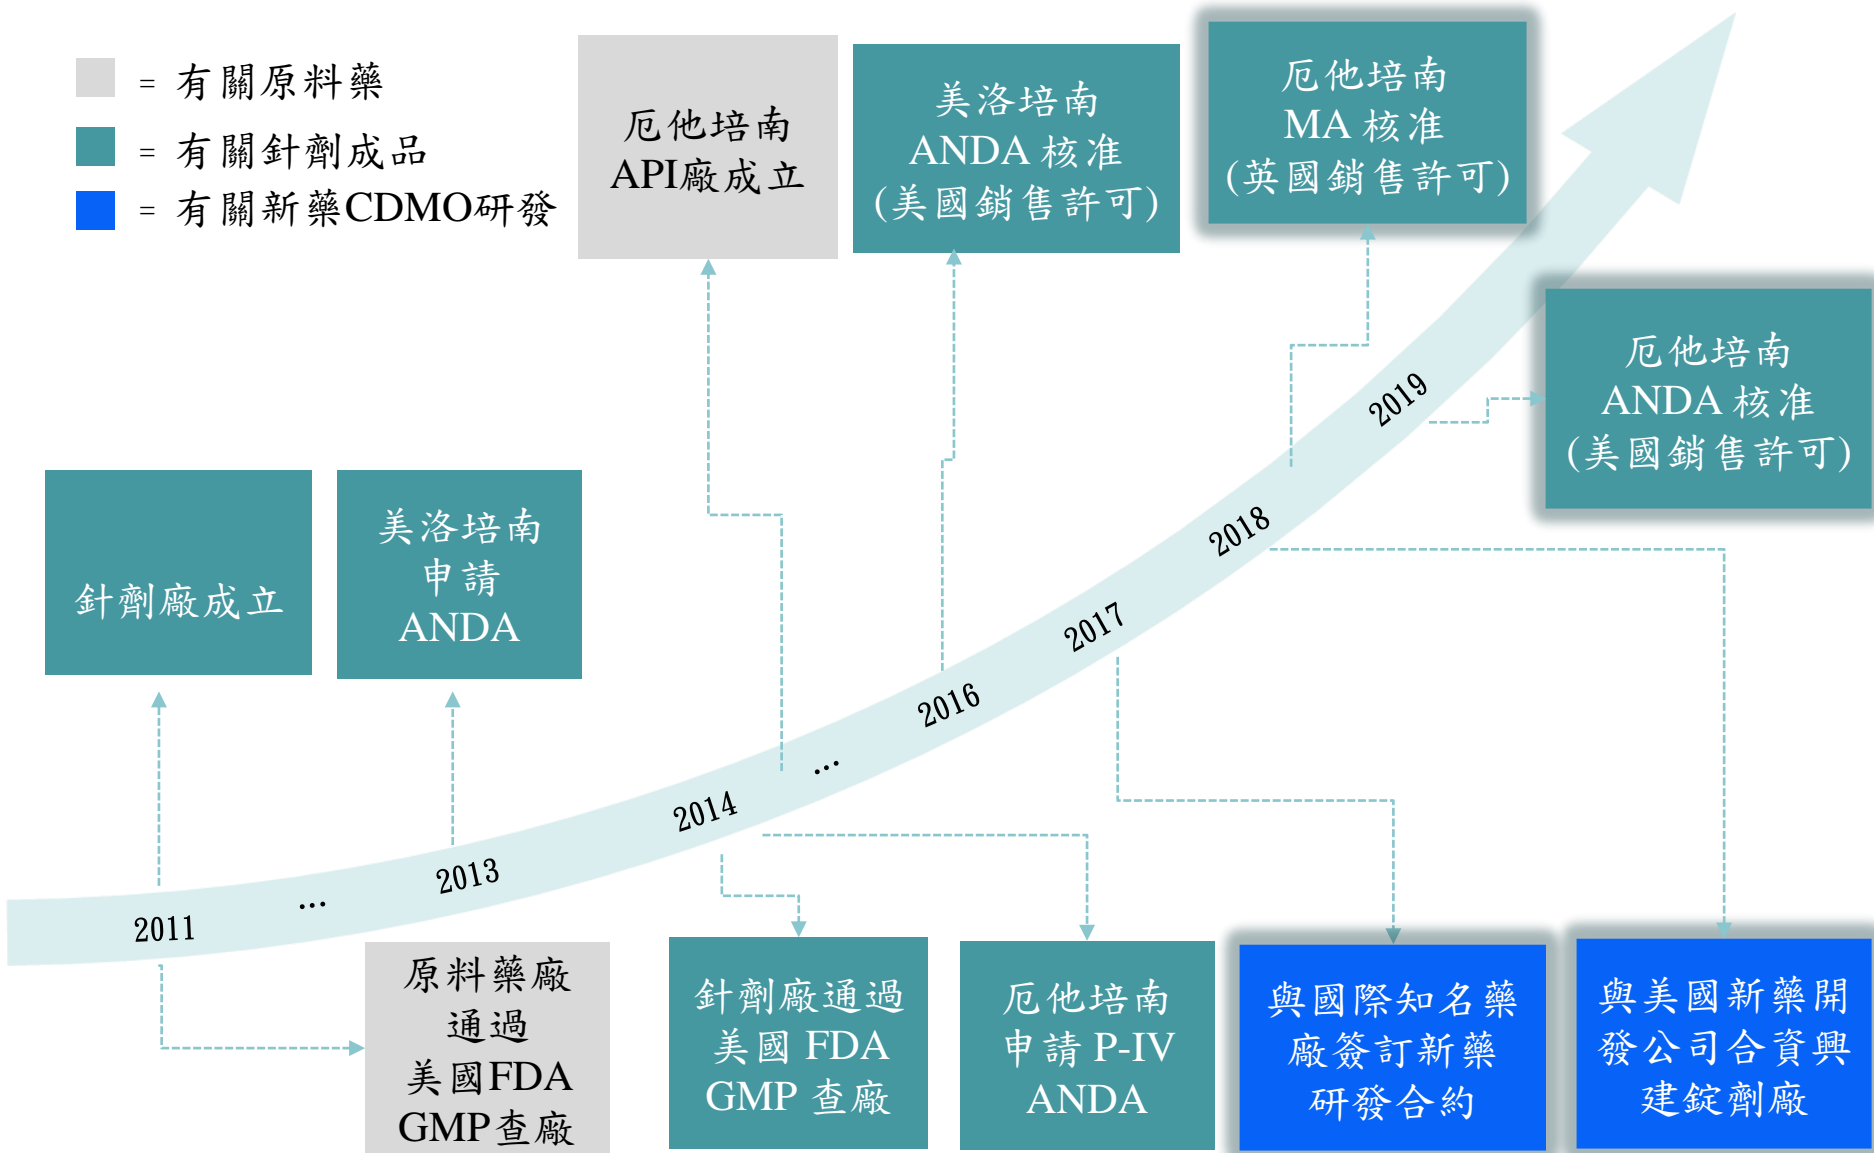 = 有關原料藥
= 有關針劑成品
= 有關新藥CDMO研發
厄他培南
API廠成立
美洛培南
ANDA 核准
(美國銷售許可)
厄他培南
MA 核准
(英國銷售許可)
厄他培南
ANDA 核准
(美國銷售許可)
針劑廠成立
美洛培南
申請
ANDA
2011
...
2013
2014
...
2016
2017
2018
2019
原料藥廠
通過
美國FDA
GMP查廠
針劑廠通過
美國 FDA
GMP 查廠
厄他培南
申請 P-IV
ANDA
與國際知名藥
廠簽訂新藥
研發合約
與美國新藥開
發公司合資興
建錠劑廠